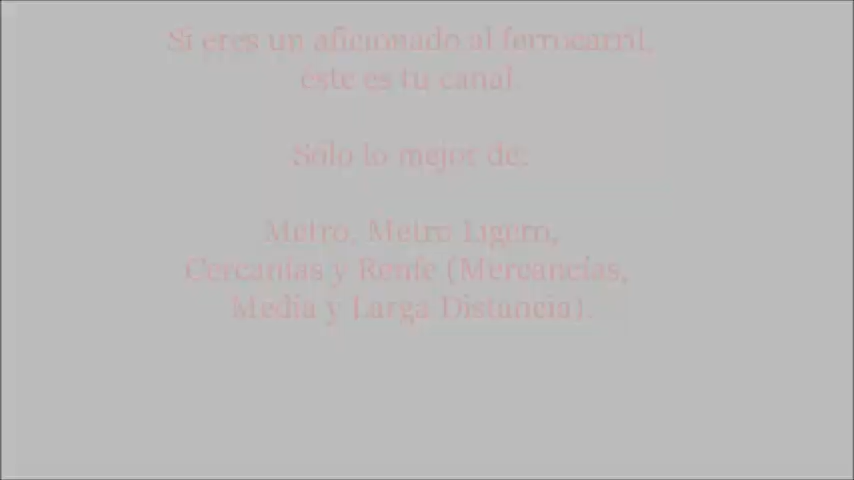 Si eres un aficionado al ferrocarril,
éste es tu canal.
Sólo lo mejor de:
Metro, Metro Ligero,
Cercanías y Renfe (Mercancías,
Media y Larga Distancia).